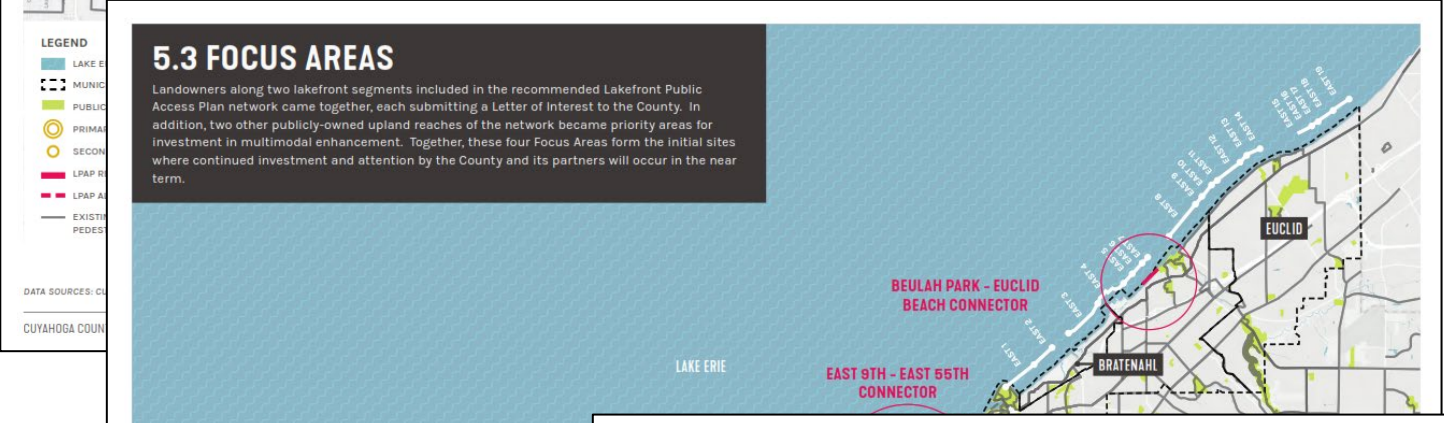 LEGEND
LAKE
PUBLIC
EXISTIN
PEDEST
DATA SOURCES:
CUYAHOGA COUN
5.3 FOCUS AREAS
Landowners along two lakefront segments included in the recommended Lakefront Public
Access Plan network came together, each submitting a Letter of Interest to the County. In
addition, two other publicly-owned upland reaches of the network became priority areas for
investment in multimodal enhancement. Together, these four Focus Areas form the initial sites
where continued investment and attention by the County and its partners will occur in the near
term.
EAST 19
EAST 18
EAST 17
EAST 16
EAST 15
EAST 14
EAST 13
EAST 12
EAST 11
EAST 10
EAST 9
EAST 8
EAST 4
EAST 3
EAST 2
EAST 1
EUCLID
BEULAH PARK - EUCLID
BEACH CONNECTOR
BRATENAHL
LAKE ERIE
EAST 9TH - EAST 55TH
CONNECTOR